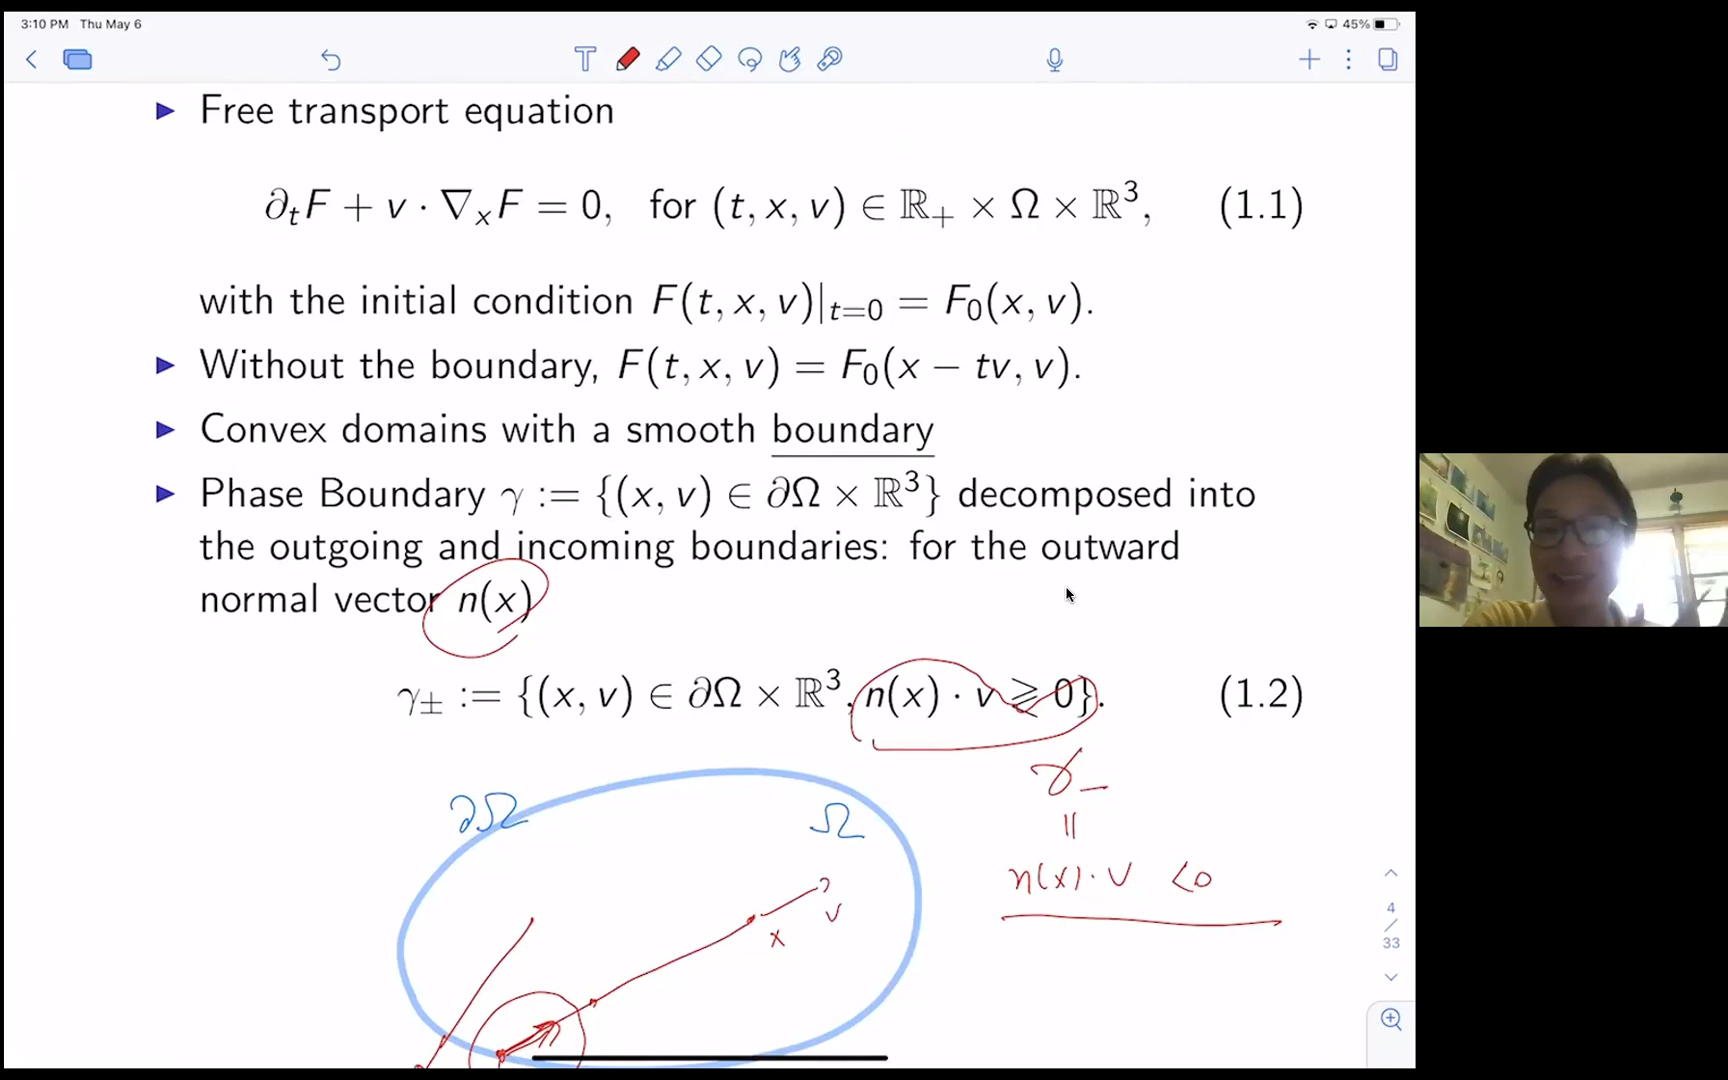 3:10 PM Thu May 6
45%
T
▶ Free transport equation
∂ₜF + v · ∇ₓF = 0, for (t, x, v) ∈ ℝ₊ × Ω × ℝ³, (1.1)
with the initial condition F(t, x, v)|ₜ₌₀ = F₀(x, v).
▶ Without the boundary, F(t, x, v) = F₀(x − tv, v).
▶ Convex domains with a smooth boundary
▶ Phase Boundary γ := {(x, v) ∈ ∂Ω × ℝ³} decomposed into
the outgoing and incoming boundaries: for the outward
normal vector n(x)
γ± := {(x, v) ∈ ∂Ω × ℝ³, n(x) · v ≷ 0}. (1.2)
γ₋
=
∂Ω
Ω
n(x) · v <0
v
x
4
/
33